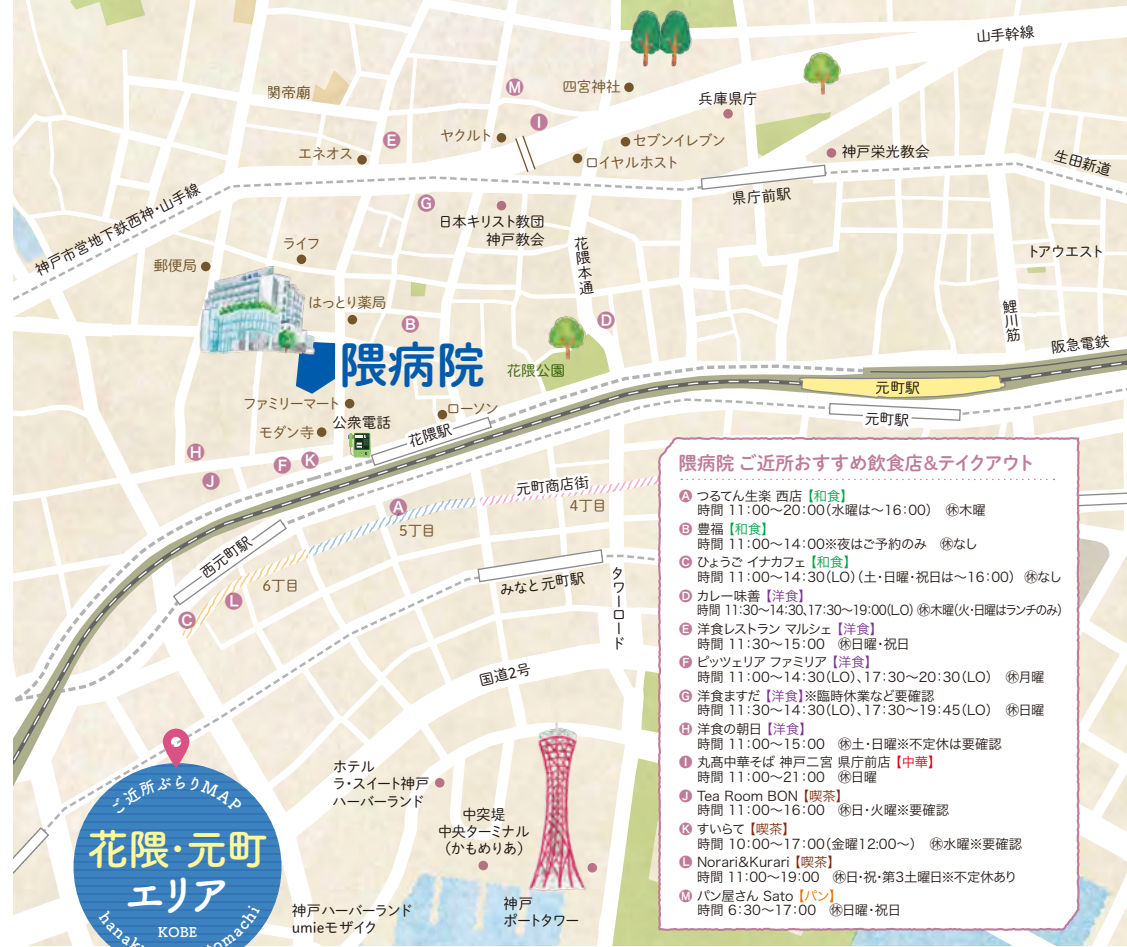 山手幹線
関帝廟
M
四宮神社
兵庫県庁
ヤクルト
I
E
セブンイレブン
エネオス
ロイヤルホスト
神戸栄光教会
生田新道
県庁前駅
神戸市営地下鉄西神・山手線
G
日本キリスト教団
神戸教会
花隈本通
トアウエスト
ライフ
郵便局
はっとり薬局
B
D
鯉川筋
阪急電鉄
隈病院
花隈公園
元町駅
元町駅
ファミリーマート
公衆電話
ローソン
モダン寺
花隈駅
H
F
K
J
元町商店街
A
4丁目
5丁目
西元町駅
6丁目
みなと元町駅
タワーロード
L
C
国道2号
隈病院 ご近所おすすめ飲食店&テイクアウト
A つるてん生楽 西店【和食】
時間 11:00〜20:00(水曜は〜16:00) ㊡木曜
B 豊福【和食】
時間 11:00〜14:00※夜はご予約のみ ㊡なし
C ひょうご イナカフェ【和食】
時間 11:00〜14:30(LO)(土・日曜・祝日は〜16:00) ㊡なし
D カレー味善【洋食】
時間 11:30〜14:30、17:30〜19:00(LO) ㊡木曜(火・日曜はランチのみ)
E 洋食レストラン マルシェ【洋食】
時間 11:30〜15:00 ㊡日曜・祝日
F ピッツェリア ファミリア【洋食】
時間 11:00〜14:30(LO)、17:30〜20:30(LO) ㊡月曜
G 洋食ますだ【洋食】※臨時休業など要確認
時間 11:30〜14:30(LO)、17:30〜19:45(LO) ㊡日曜
H 洋食の朝日【洋食】
時間 11:00〜15:00 ㊡土・日曜※不定休は要確認
I 丸高中華そば 神戸二宮 県庁前店【中華】
時間 11:00〜21:00 ㊡日曜
J Tea Room BON【喫茶】
時間 11:00〜16:00 ㊡日・火曜※要確認
K すいらて【喫茶】
時間 10:00〜17:00(金曜12:00〜) ㊡水曜※要確認
L Norari&Kurari【喫茶】
時間 11:00〜19:00 ㊡日・祝・第3土曜日※不定休あり
M パン屋さん Sato【パン】
時間 6:30〜17:00 ㊡日曜・祝日
ホテル
ラ・スイート神戸
ハーバーランド
中突堤
中央ターミナル
(かもめりあ)
神戸ハーバーランド
umieモザイク
神戸
ポートタワー
ご近所ぶらりMAP
花隈・元町
エリア
KOBE